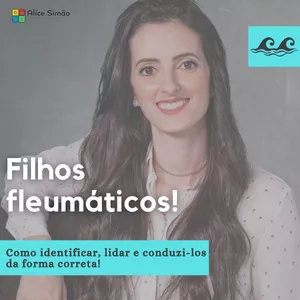 Alice Simão
Filhos
fleumáticos!
Como identificar, lidar e conduzi-los
da forma correta!